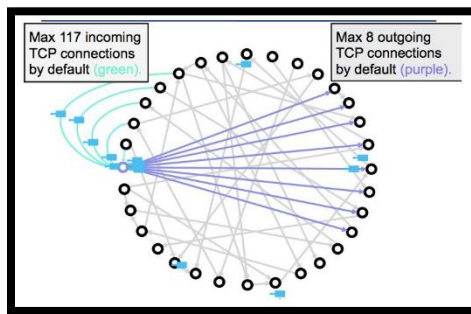 Max 117 incoming
TCP connections
by default (green).
Max 8 outgoing
TCP connections
by default (purple).